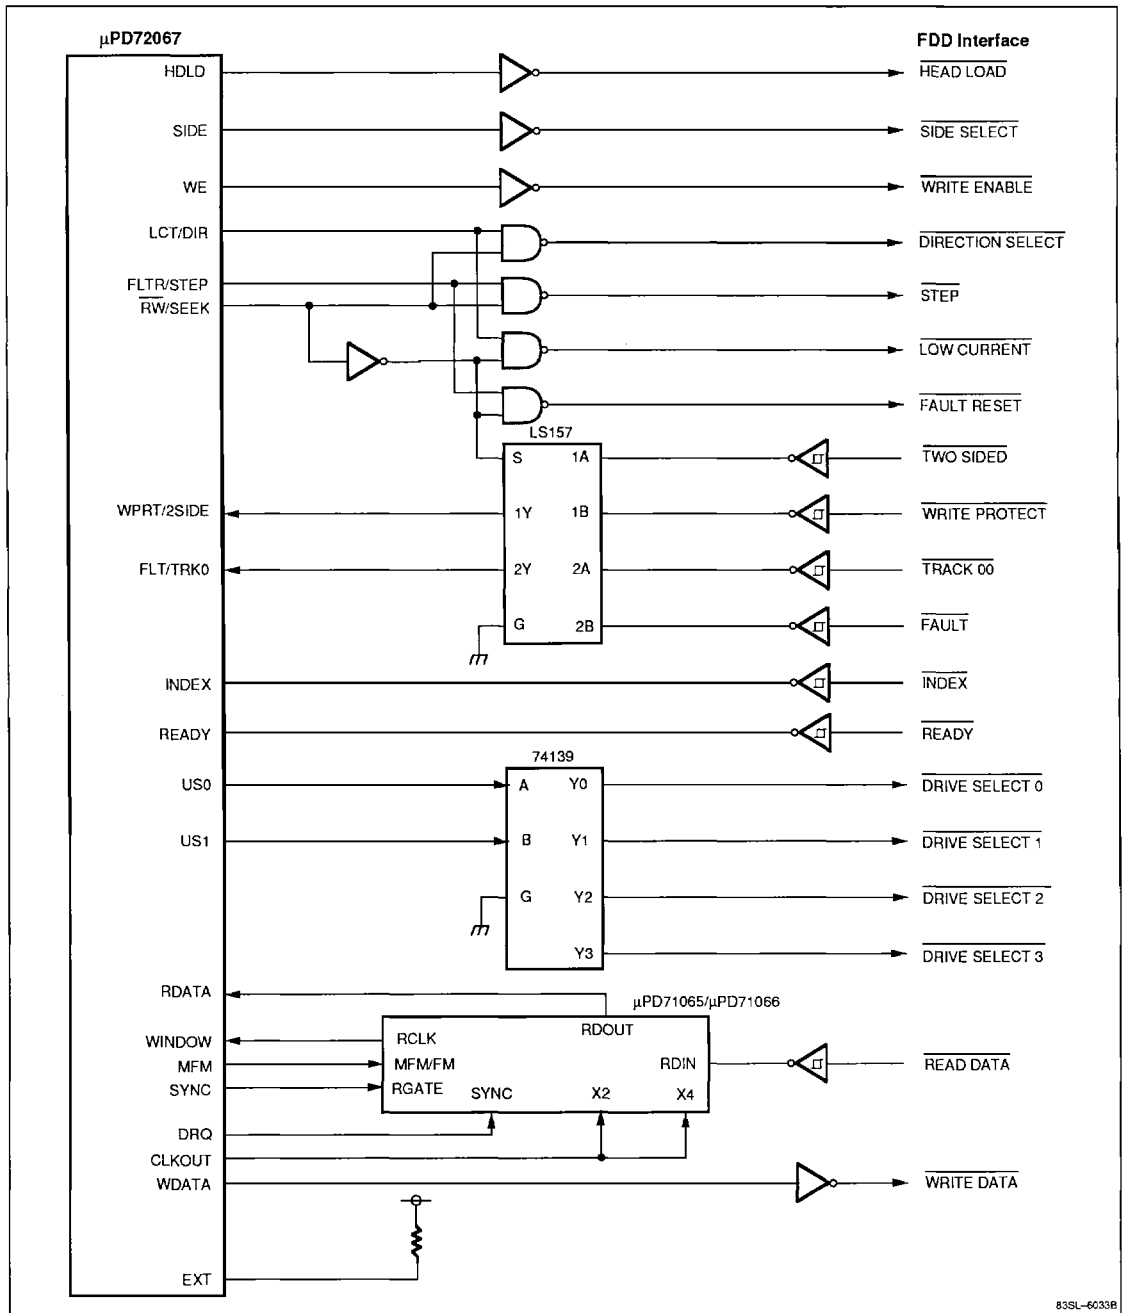 μPD72067
FDD Interface
HDLD
HEAD LOAD
SIDE
SIDE SELECT
WE
WRITE ENABLE
LCT/DIR
DIRECTION SELECT
FLTR/STEP
STEP
RW/SEEK
LOW CURRENT
FAULT RESET
LS157
S
1A
TWO SIDED
WPRT/2SIDE
1Y
1B
WRITE PROTECT
FLT/TRK0
2Y
2A
TRACK 00
G
2B
FAULT
INDEX
INDEX
READY
READY
74139
US0
A
Y0
DRIVE SELECT 0
US1
B
Y1
DRIVE SELECT 1
G
Y2
DRIVE SELECT 2
Y3
DRIVE SELECT 3
RDATA
μPD71065/μPD71066
RDOUT
WINDOW
RCLK
MFM
MFM/FM
RDIN
READ DATA
SYNC
RGATE
SYNC
X2
X4
DRQ
CLKOUT
WDATA
WRITE DATA
EXT
83SL-6033B